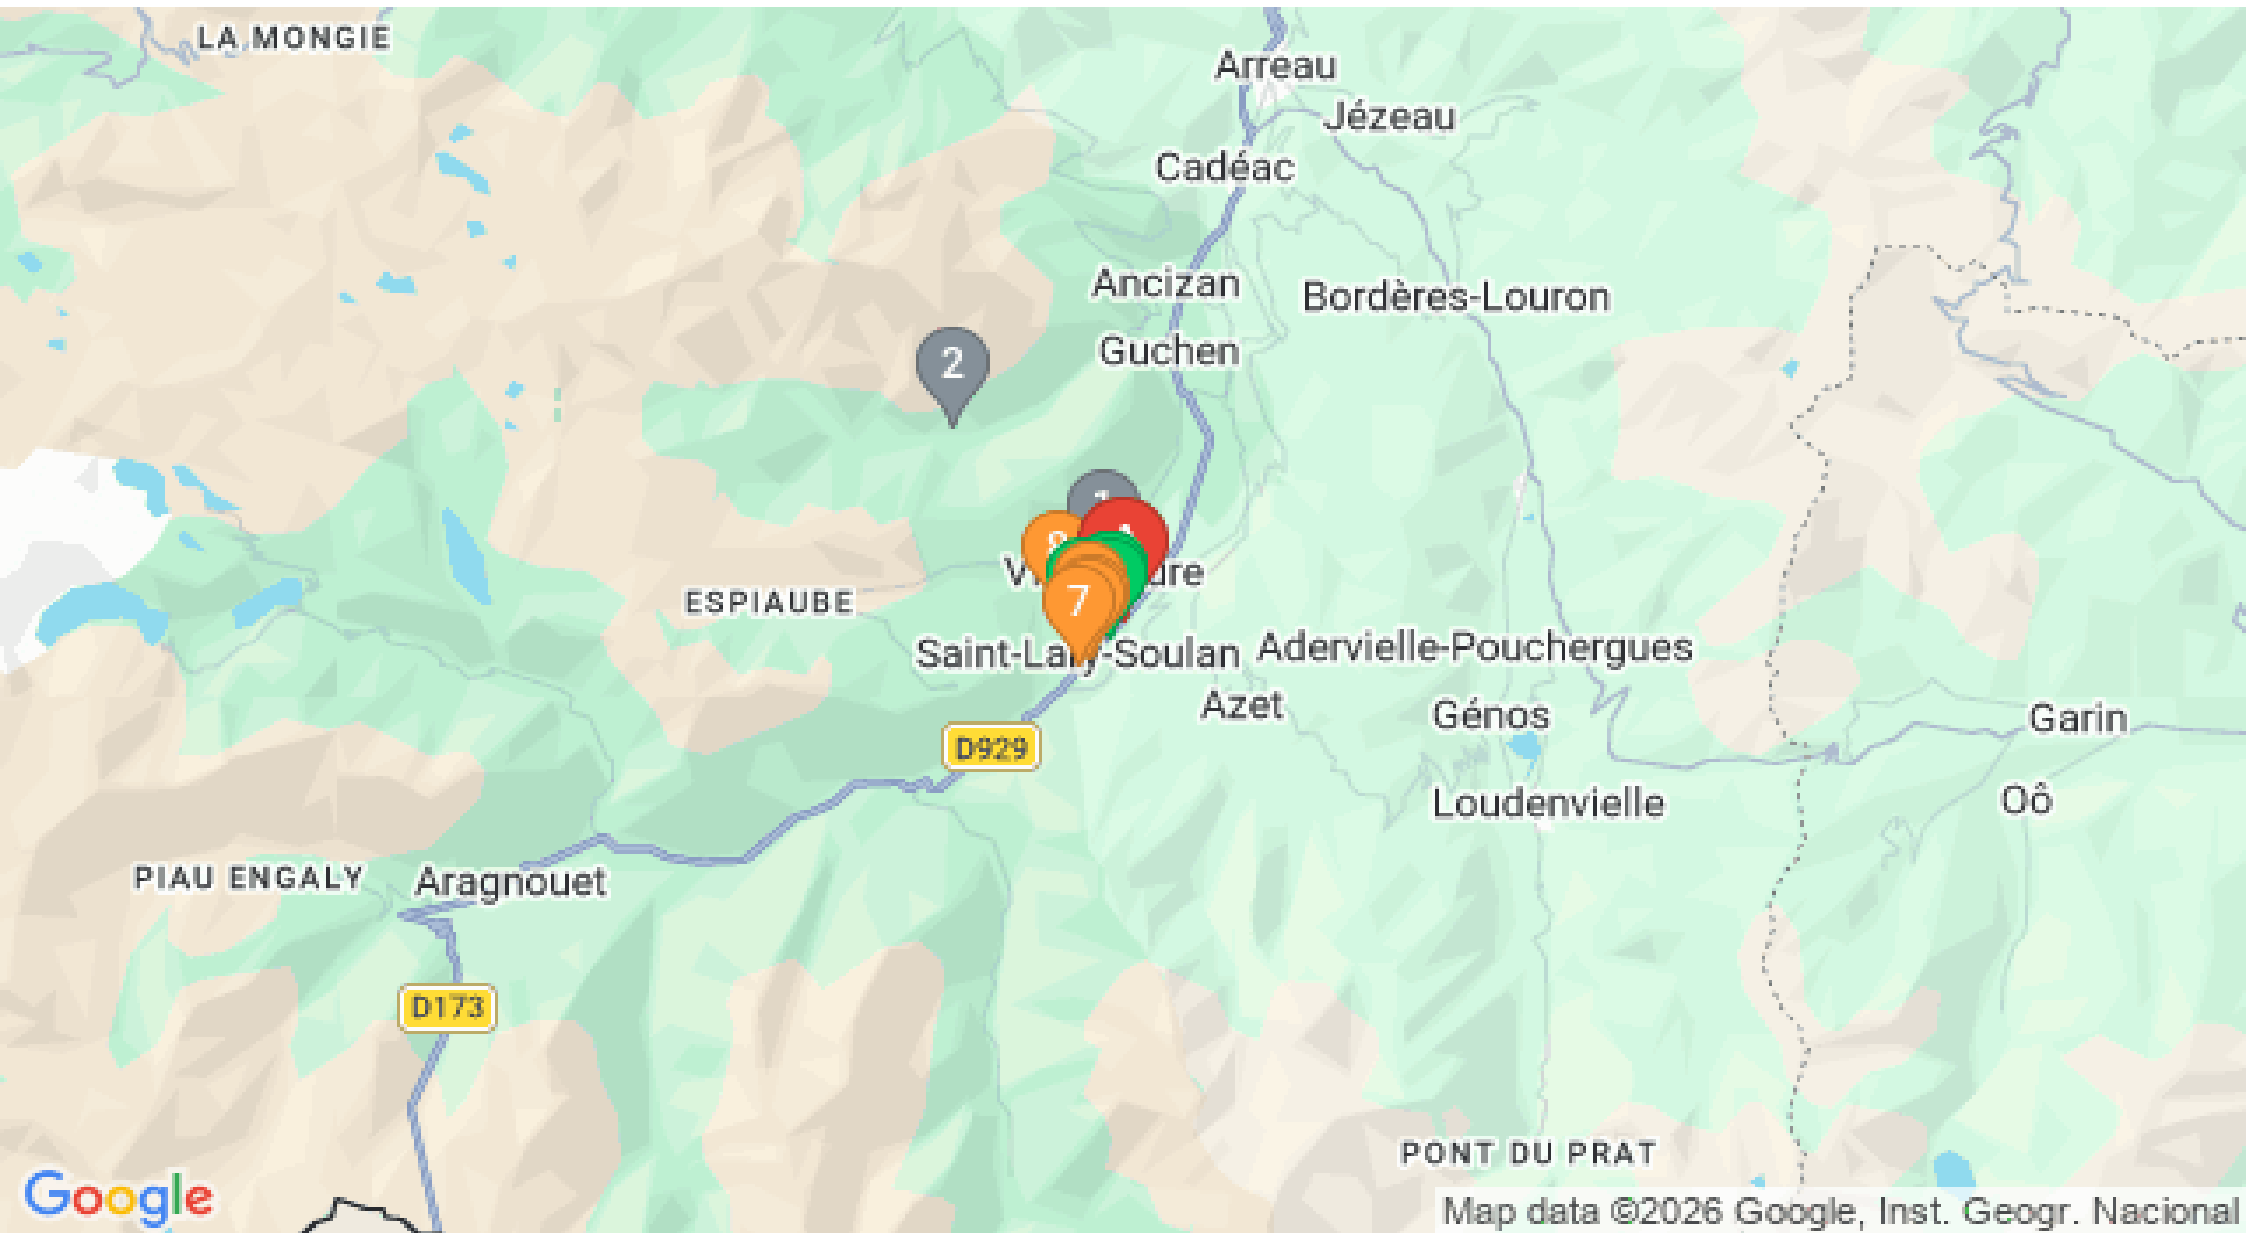 LA MONGIE
Arreau
Jézeau
Cadéac
Ancizan
Bordères-Louron
Guchen
2
7
ESPIAUBE
Saint-Lary-Soulan
Adervielle-Pouchergues
Azet
Génos
Garin
D929
Loudenvielle
Oô
PIAU ENGALY
Aragnouet
D173
PONT DU PRAT
Google
Map data ©2026 Google, Inst. Geogr. Nacional